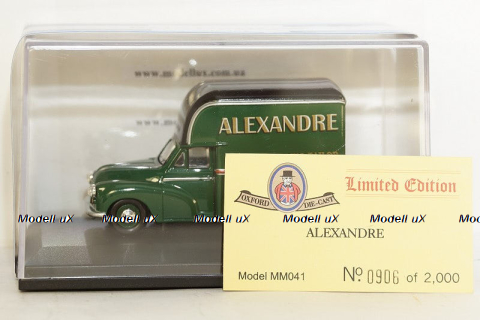 www.modellux.com.ua
ALEXANDRE
OXFORD DIE-CAST
Limited Edition
Modell uX Modell uX Modell uX Modell uX Modell uX
ALEXANDRE
Model MM041 No 0906 of 2,000